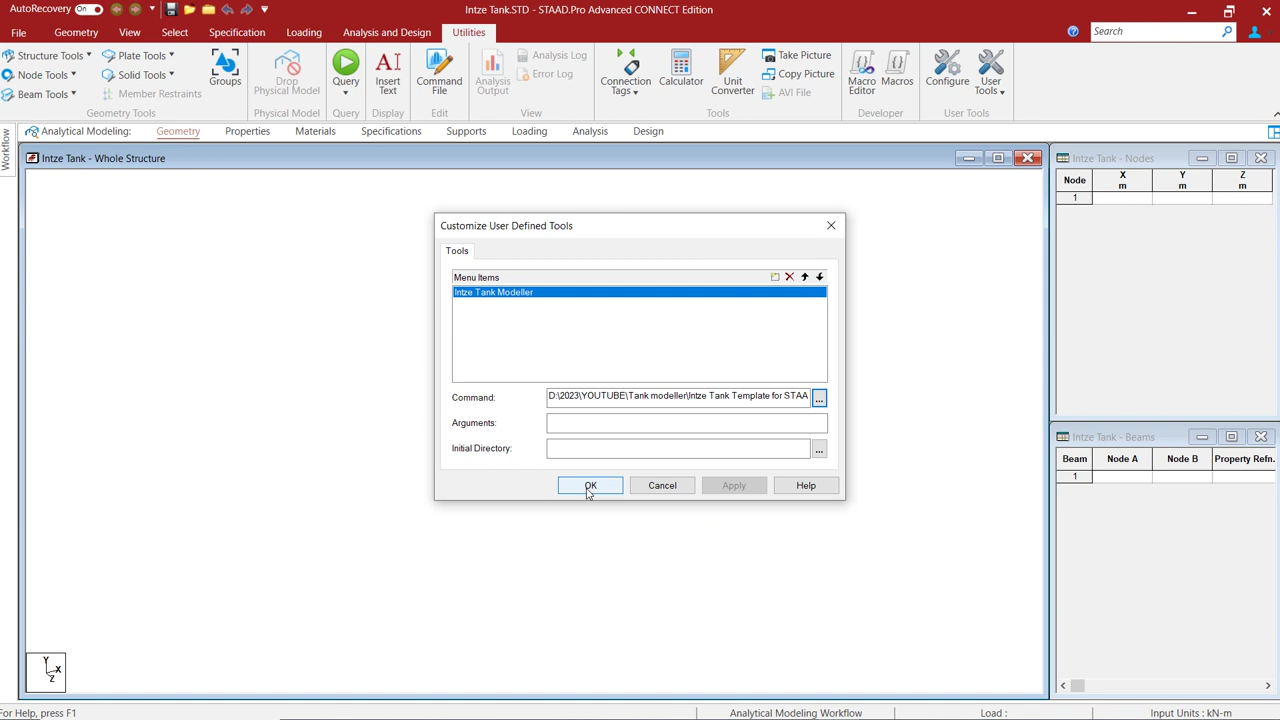 AutoRecovery On
Intze Tank.STD - STAAD.Pro Advanced CONNECT Edition
File Geometry View Select Specification Loading Analysis and Design Utilities Search
Structure Tools
Node Tools
Beam Tools
Plate Tools
Solid Tools
Member Restraints
Groups
Geometry Tools
Drop
Physical Model
Physical Model
Query
Query
Insert
Text
Display
Command
File
Edit
Analysis
Output
Analysis Log
Error Log
View
Connection
Tags
Calculator
Unit
Converter
Take Picture
Copy Picture
AVI File
Tools
Macro
Editor
Macros
Developer
Configure
User
Tools
User Tools
Workflow
Analytical Modeling: Geometry Properties Materials Specifications Supports Loading Analysis Design
Intze Tank - Whole Structure
Customize User Defined Tools
Tools
Menu Items
Intze Tank Modeller
Command: D:\2023\YOUTUBE\Tank modeller\Intze Tank Template for STAA ...
Arguments:
Initial Directory: ...
OK Cancel Apply Help
Y
X
Z
Intze Tank - Nodes
Node X m Y m Z m
1
Intze Tank - Beams
Beam Node A Node B Property Refn.
1
For Help, press F1 Analytical Modeling Workflow Load : Input Units : kN-m